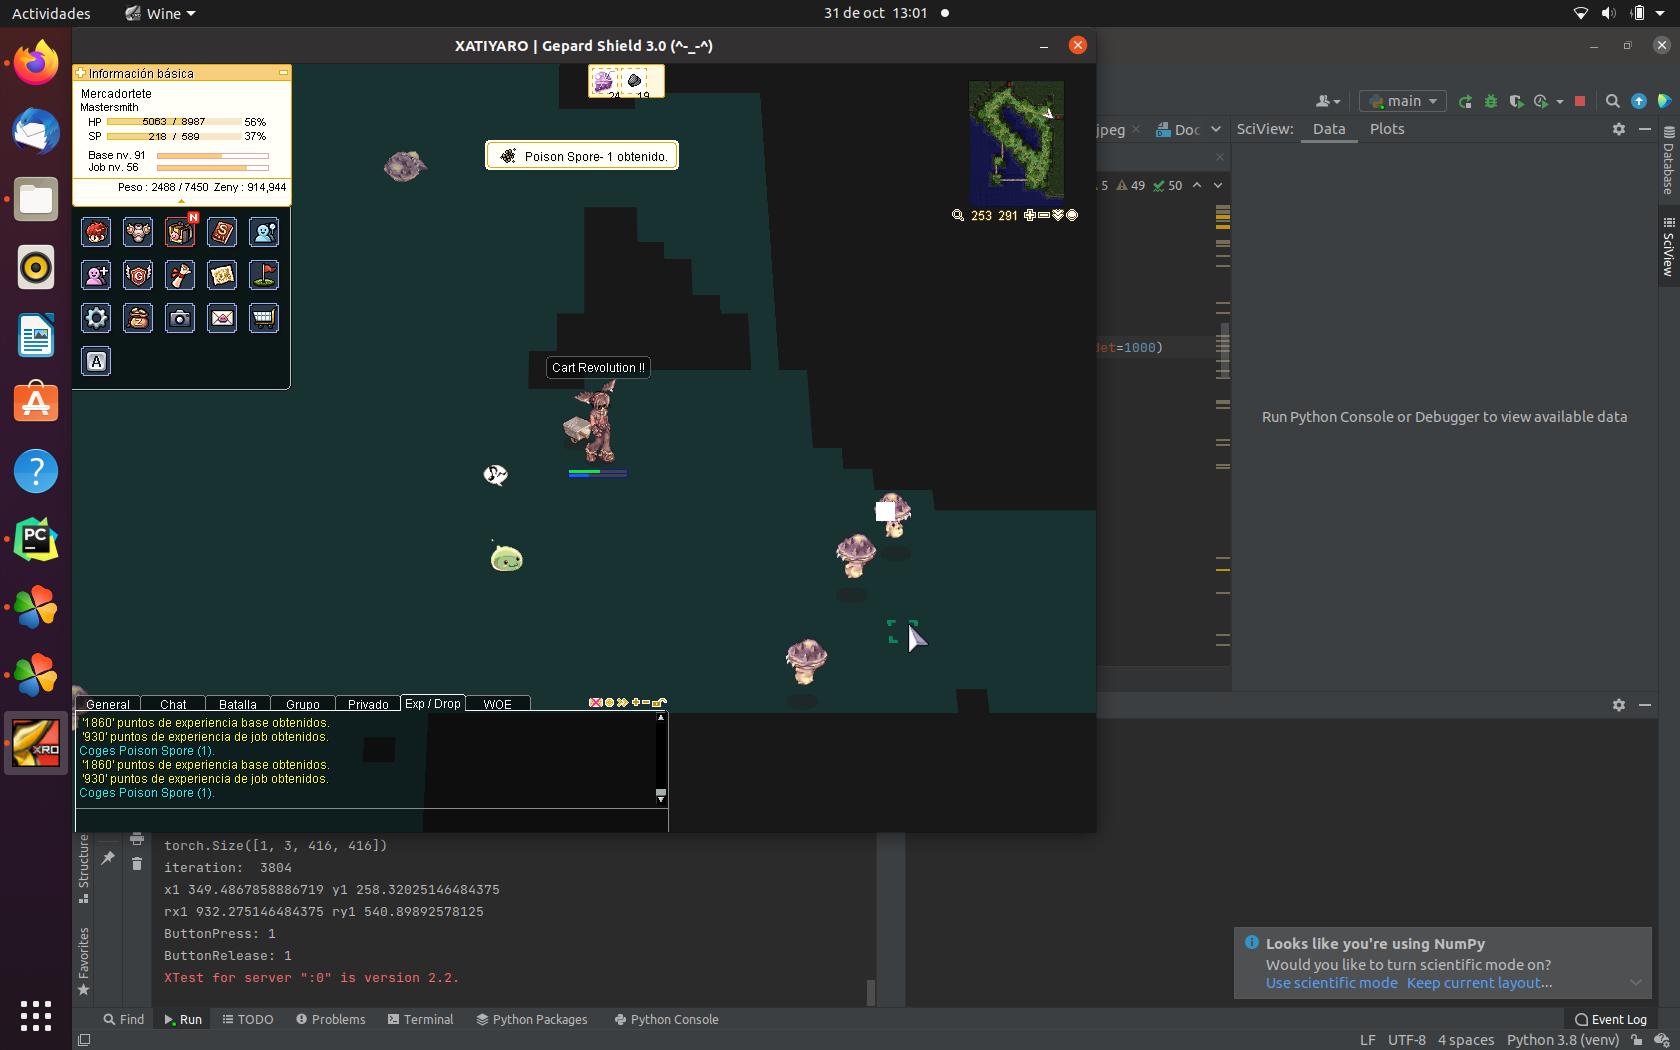 Actividades
Wine
31 de oct 13:01
XATIYARO | Gepard Shield 3.0 (^-_-^)
Información básica
Mercadortete
Mastersmith
HP 5063 / 8987 56%
SP 218 / 589 37%
Base nv. 91
Job nv. 56
Peso : 2488 / 7450 Zeny : 914,944
N
A
24 19
Poison Spore- 1 obtenido.
253 291
Cart Revolution !!
General Chat Batalla Grupo Privado Exp / Drop WOE
'1860' puntos de experiencia base obtenidos.
'930' puntos de experiencia de job obtenidos.
Coges Poison Spore (1).
'1860' puntos de experiencia base obtenidos.
'930' puntos de experiencia de job obtenidos.
Coges Poison Spore (1).
main
jpeg
Doc
SciView: Data Plots
5 49 50
det=1000)
Run Python Console or Debugger to view available data
Database
SciView
PC
XRO
Structure
Favorites
torch.Size([1, 3, 416, 416])
iteration: 3804
x1 349.4867858886719 y1 258.32025146484375
rx1 932.275146484375 ry1 540.89892578125
ButtonPress: 1
ButtonRelease: 1
XTest for server ":0" is version 2.2.
Looks like you're using NumPy
Would you like to turn scientific mode on?
Use scientific mode Keep current layout...
Find Run TODO Problems Terminal Python Packages Python Console
Event Log
LF UTF-8 4 spaces Python 3.8 (venv)